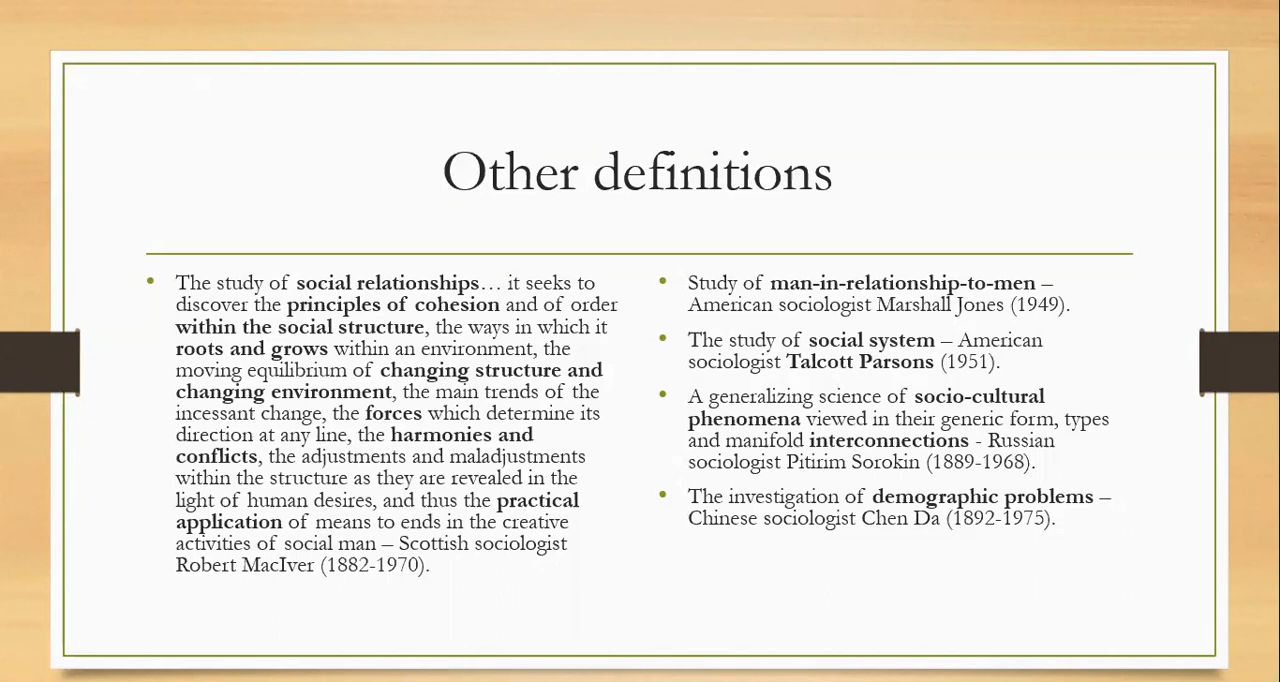 Other definitions
• The study of social relationships… it seeks to
discover the principles of cohesion and of order
within the social structure, the ways in which it
roots and grows within an environment, the
moving equilibrium of changing structure and
changing environment, the main trends of the
incessant change, the forces which determine its
direction at any line, the harmonies and
conflicts, the adjustments and maladjustments
within the structure as they are revealed in the
light of human desires, and thus the practical
application of means to ends in the creative
activities of social man – Scottish sociologist
Robert MacIver (1882-1970).
• Study of man-in-relationship-to-men –
American sociologist Marshall Jones (1949).
• The study of social system – American
sociologist Talcott Parsons (1951).
• A generalizing science of socio-cultural
phenomena viewed in their generic form, types
and manifold interconnections - Russian
sociologist Pitirim Sorokin (1889-1968).
• The investigation of demographic problems –
Chinese sociologist Chen Da (1892-1975).